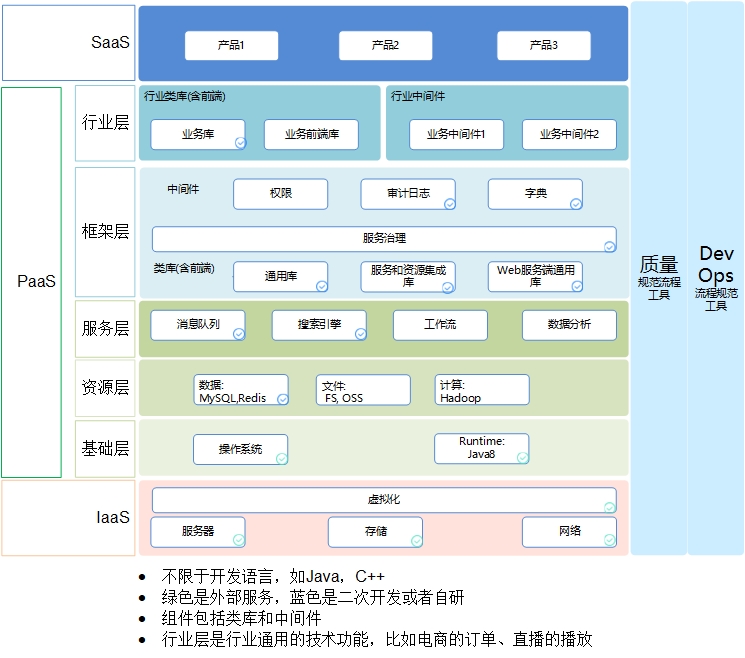 SaaS
产品1
产品2
产品3
PaaS
行业层
行业类库(含前端)
业务库
业务前端库
行业中间件
业务中间件1
业务中间件2
框架层
中间件
权限
审计日志
字典
服务治理
类库(含前端)
通用库
服务和资源集成
库
Web服务端通用
库
服务层
消息队列
搜索引擎
工作流
数据分析
资源层
数据:
MySQL,Redis
文件:
FS, OSS
计算:
Hadoop
基础层
操作系统
Runtime:
Java8
IaaS
虚拟化
服务器
存储
网络
质量
规范流程
工具
Dev
Ops
流程规范
工具
• 不限于开发语言，如Java，C++
• 绿色是外部服务，蓝色是二次开发或者自研
• 组件包括类库和中间件
• 行业层是行业通用的技术功能，比如电商的订单、直播的播放